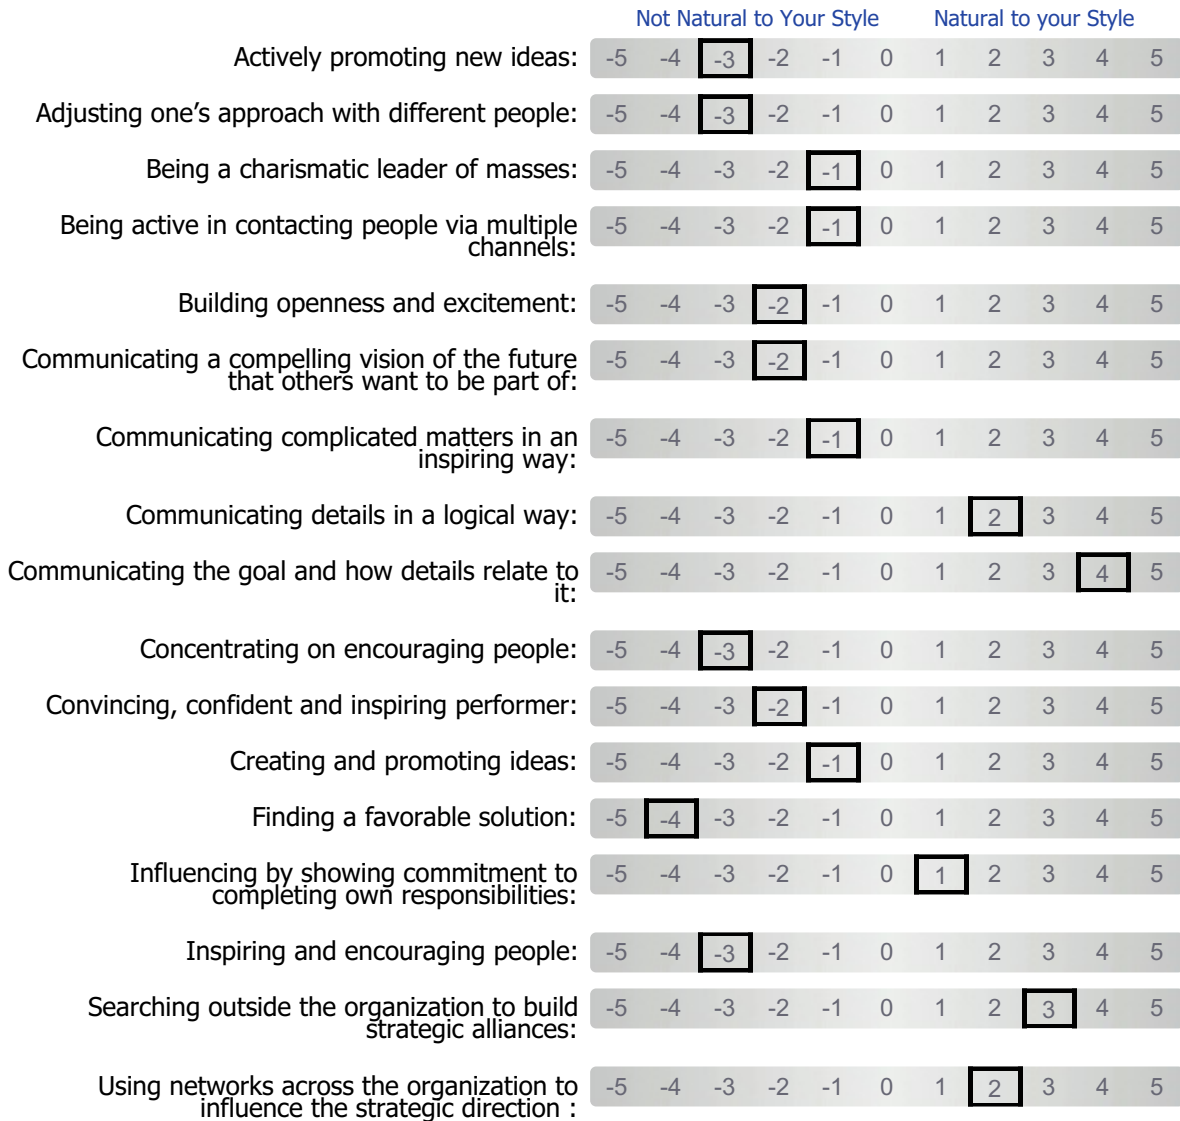 Not Natural to Your Style Natural to your Style
Actively promoting new ideas: -5 -4 -3 -2 -1 0 1 2 3 4 5
Adjusting one’s approach with different people: -5 -4 -3 -2 -1 0 1 2 3 4 5
Being a charismatic leader of masses: -5 -4 -3 -2 -1 0 1 2 3 4 5
Being active in contacting people via multiple
channels: -5 -4 -3 -2 -1 0 1 2 3 4 5
Building openness and excitement: -5 -4 -3 -2 -1 0 1 2 3 4 5
Communicating a compelling vision of the future
that others want to be part of: -5 -4 -3 -2 -1 0 1 2 3 4 5
Communicating complicated matters in an
inspiring way: -5 -4 -3 -2 -1 0 1 2 3 4 5
Communicating details in a logical way: -5 -4 -3 -2 -1 0 1 2 3 4 5
Communicating the goal and how details relate to
it: -5 -4 -3 -2 -1 0 1 2 3 4 5
Concentrating on encouraging people: -5 -4 -3 -2 -1 0 1 2 3 4 5
Convincing, confident and inspiring performer: -5 -4 -3 -2 -1 0 1 2 3 4 5
Creating and promoting ideas: -5 -4 -3 -2 -1 0 1 2 3 4 5
Finding a favorable solution: -5 -4 -3 -2 -1 0 1 2 3 4 5
Influencing by showing commitment to
completing own responsibilities: -5 -4 -3 -2 -1 0 1 2 3 4 5
Inspiring and encouraging people: -5 -4 -3 -2 -1 0 1 2 3 4 5
Searching outside the organization to build
strategic alliances: -5 -4 -3 -2 -1 0 1 2 3 4 5
Using networks across the organization to
influence the strategic direction : -5 -4 -3 -2 -1 0 1 2 3 4 5